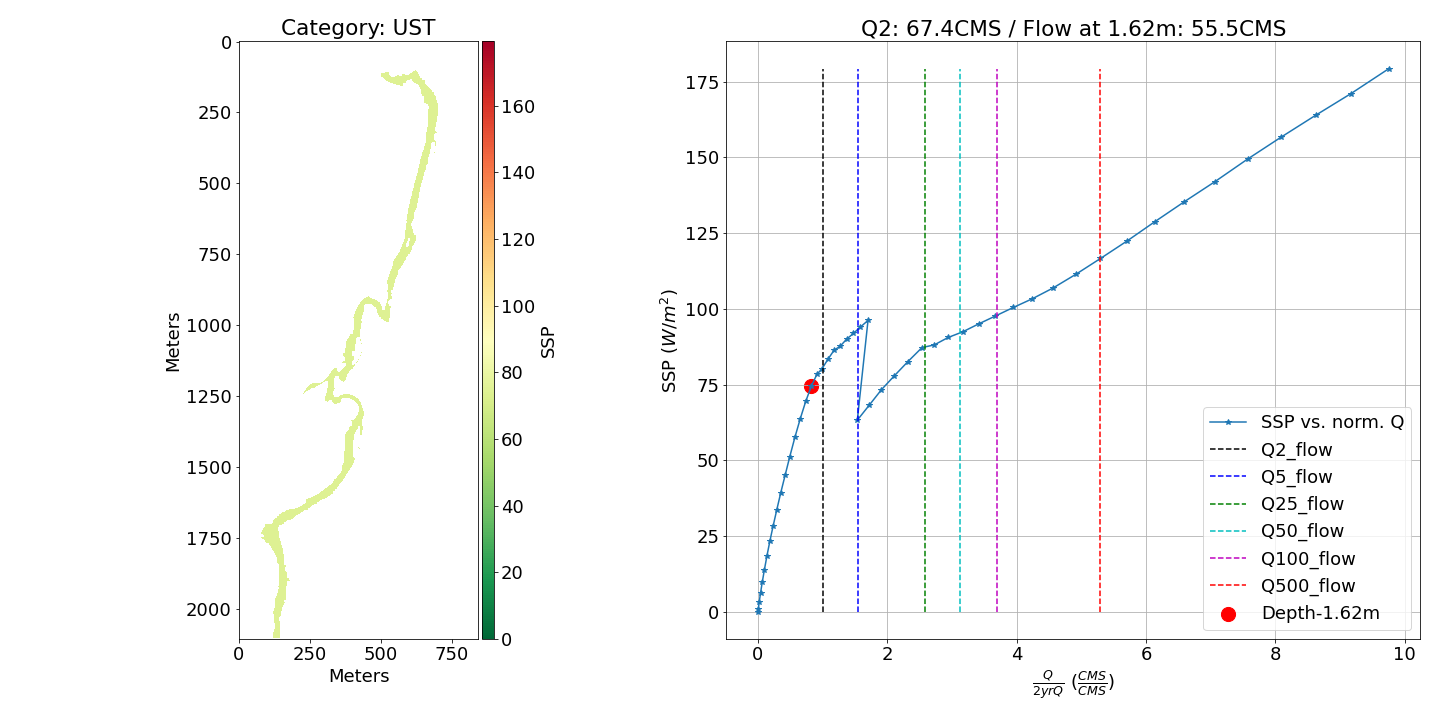 Category: UST
Q2: 67.4CMS / Flow at 1.62m: 55.5CMS
0
250
500
750
1000
1250
1500
1750
2000
Meters
0
250
500
750
Meters
160
140
120
100
80
60
40
20
0
SSP
175
150
125
100
75
50
25
0
SSP (W/m²)
0
2
4
6
8
10
Q/2yrQ (CMS/CMS)
SSP vs. norm. Q
Q2_flow
Q5_flow
Q25_flow
Q50_flow
Q100_flow
Q500_flow
Depth-1.62m